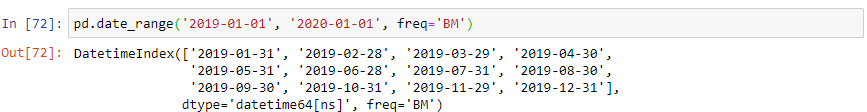 In [72]: pd.date_range('2019-01-01', '2020-01-01', freq='BM')
Out[72]: DatetimeIndex(['2019-01-31', '2019-02-28', '2019-03-29', '2019-04-30',
'2019-05-31', '2019-06-28', '2019-07-31', '2019-08-30',
'2019-09-30', '2019-10-31', '2019-11-29', '2019-12-31'],
dtype='datetime64[ns]', freq='BM')